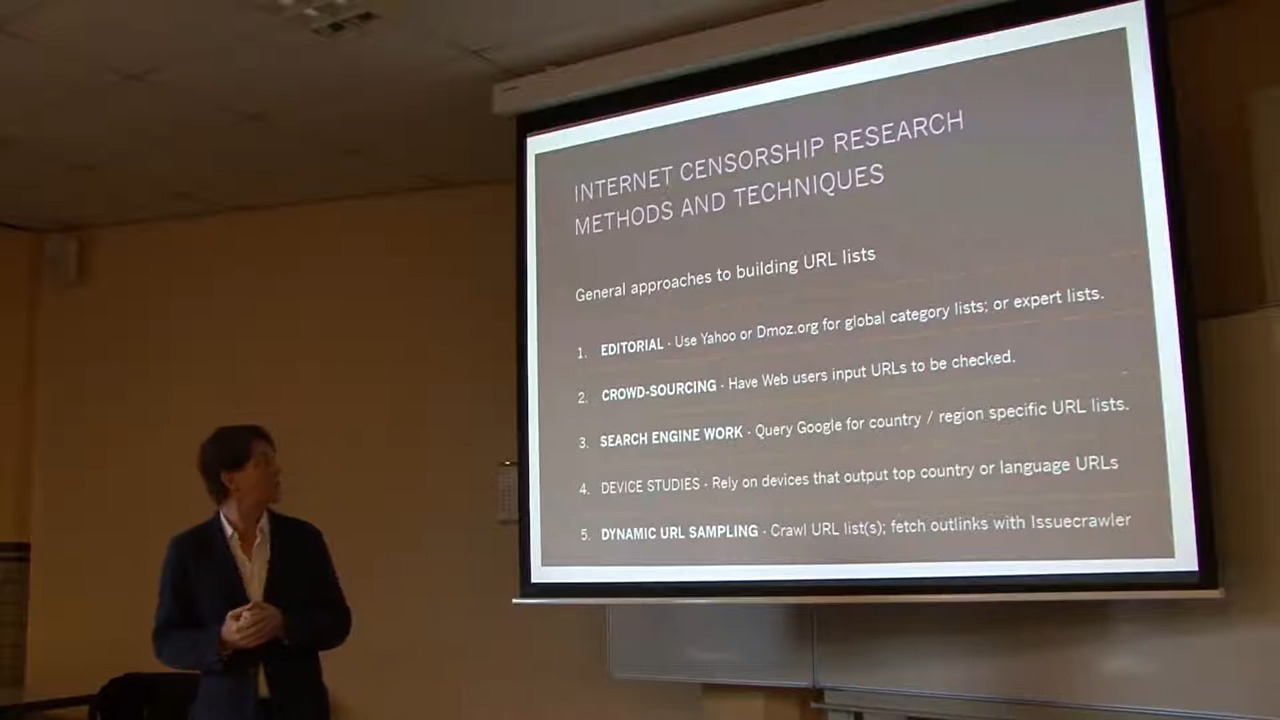 INTERNET CENSORSHIP RESEARCH
METHODS AND TECHNIQUES
General approaches to building URL lists
1. EDITORIAL - Use Yahoo or Dmoz.org for global category lists; or expert lists.
2. CROWD-SOURCING - Have Web users input URLs to be checked.
3. SEARCH ENGINE WORK - Query Google for country / region specific URL lists.
4. DEVICE STUDIES - Rely on devices that output top country or language URLs
5. DYNAMIC URL SAMPLING - Crawl URL list(s); fetch outlinks with Issuecrawler